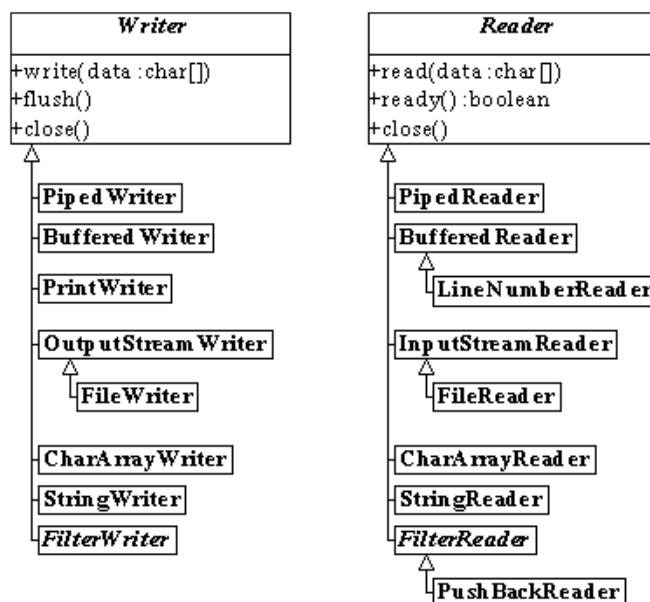 Writer
+write(data:char[])
+flush()
+close()
PipedWriter
BufferedWriter
PrintWriter
OutputStreamWriter
FileWriter
CharArrayWriter
StringWriter
FilterWriter
Reader
+read(data:char[])
+ready():boolean
+close()
PipedReader
BufferedReader
LineNumberReader
InputStreamReader
FileReader
CharArrayReader
StringReader
FilterReader
PushBackReader